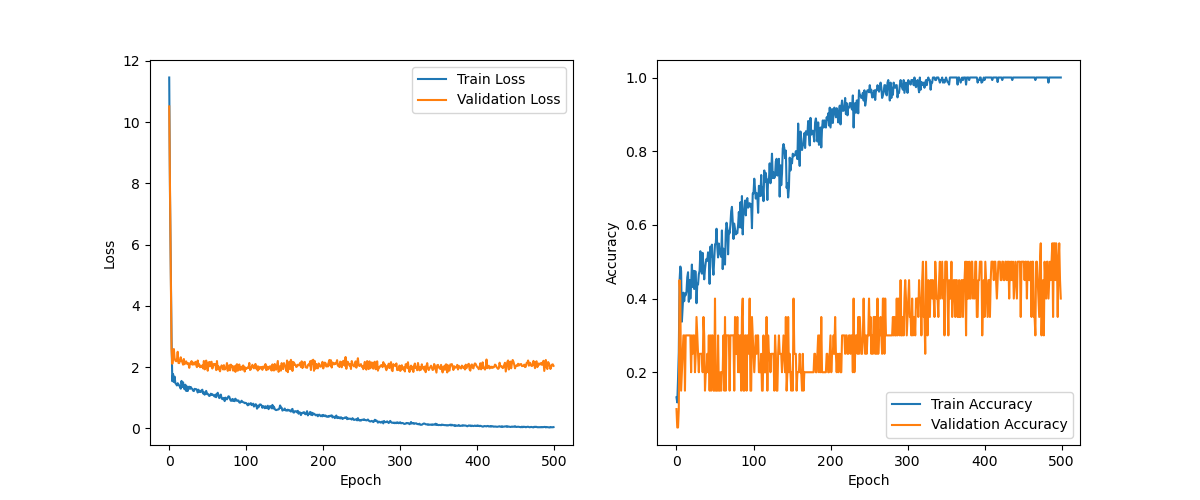 12
10
8
6
4
2
0
Loss
0 100 200 300 400 500
Epoch
Train Loss
Validation Loss
1.0
0.8
0.6
0.4
0.2
Accuracy
0 100 200 300 400 500
Epoch
Train Accuracy
Validation Accuracy